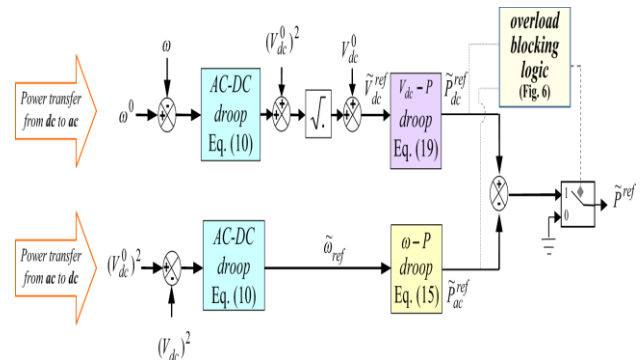 Power transfer
from dc to ac
ω⁰
ω
AC-DC
droop
Eq. (10)
(V_dc^0)^2
√.
V_dc^0
Ṽ_dc^ref
V_dc – P
droop
Eq. (19)
P̃_dc^ref
overload
blocking
logic
(Fig. 6)
1
0
P̃^ref
Power transfer
from ac to dc
(V_dc^0)^2
(V_dc)^2
AC-DC
droop
Eq. (10)
ω̃_ref
ω – P
droop
Eq. (15)
P̃_ac^ref